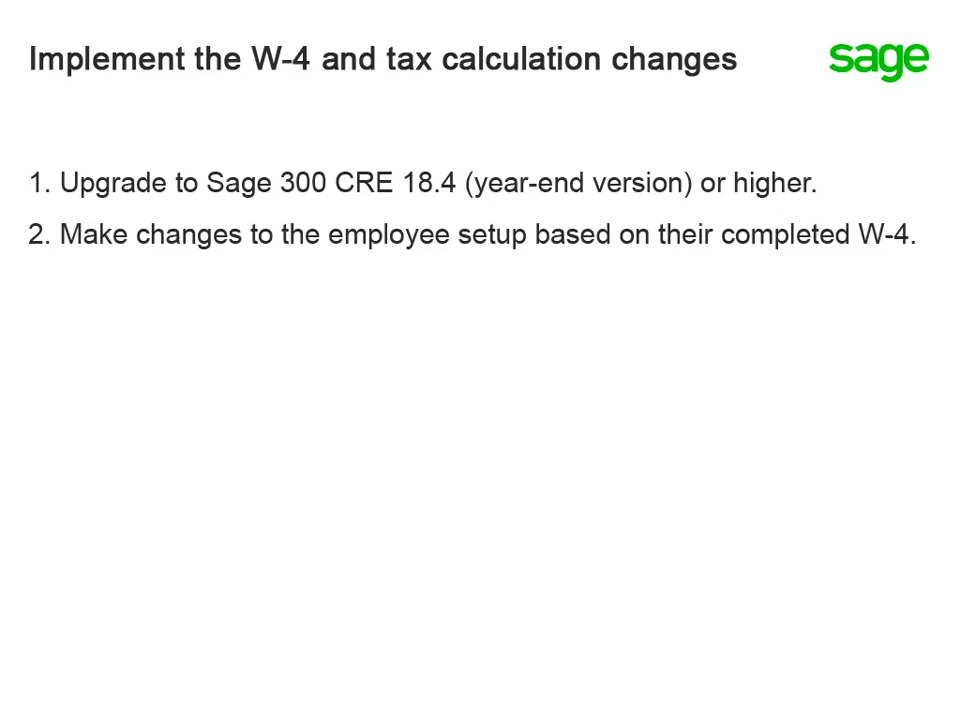 Implement the W-4 and tax calculation changes
sage
1. Upgrade to Sage 300 CRE 18.4 (year-end version) or higher.
2. Make changes to the employee setup based on their completed W-4.